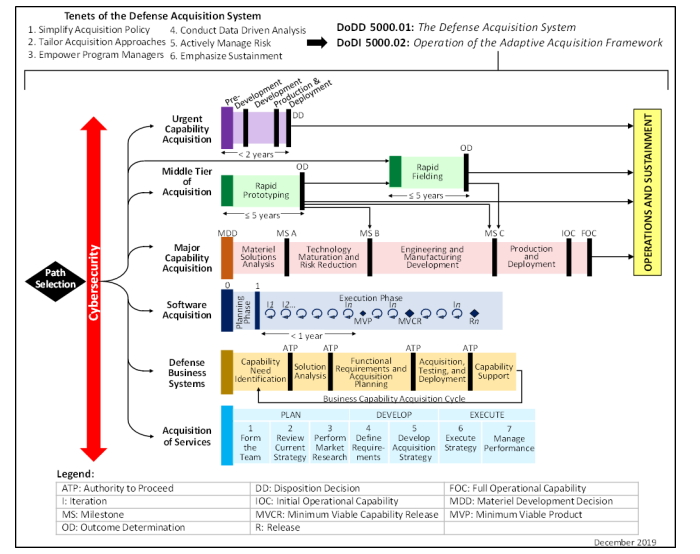 Tenets of the Defense Acquisition System
1. Simplify Acquisition Policy
2. Tailor Acquisition Approaches
3. Empower Program Managers
4. Conduct Data Driven Analysis
5. Actively Manage Risk
6. Emphasize Sustainment
DoDD 5000.01: The Defense Acquisition System
DoDI 5000.02: Operation of the Adaptive Acquisition Framework
Path
Selection
Cybersecurity
OPERATIONS AND SUSTAINMENT
Urgent
Capability
Acquisition
Pre-
Development
Development
Production &
Deployment
DD
< 2 years
Middle Tier
of
Acquisition
Rapid
Prototyping
OD
≤ 5 years
Rapid
Fielding
OD
≤ 5 years
Major
Capability
Acquisition
MDD
MS A
MS B
MS C
IOC
FOC
Materiel
Solutions
Analysis
Technology
Maturation and
Risk Reduction
Engineering and
Manufacturing
Development
Production
and
Deployment
Software
Acquisition
0
1
Planning
Phase
Execution Phase
I1
I2...
In
In
In
MVP
MVCR
Rn
< 1 year
Defense
Business
Systems
ATP
ATP
ATP
ATP
Capability
Need
Identification
Solution
Analysis
Functional
Requirements and
Acquisition
Planning
Acquisition,
Testing, and
Deployment
Capability
Support
Business Capability Acquisition Cycle
Acquisition
of Services
PLAN
DEVELOP
EXECUTE
1
Form
the
Team
2
Review
Current
Strategy
3
Perform
Market
Research
4
Define
Require-
ments
5
Develop
Acquisition
Strategy
6
Execute
Strategy
7
Manage
Performance
Legend:
ATP: Authority to Proceed
DD: Disposition Decision
FOC: Full Operational Capability
I: Iteration
IOC: Initial Operational Capability
MDD: Materiel Development Decision
MS: Milestone
MVCR: Minimum Viable Capability Release
MVP: Minimum Viable Product
OD: Outcome Determination
R: Release
December 2019